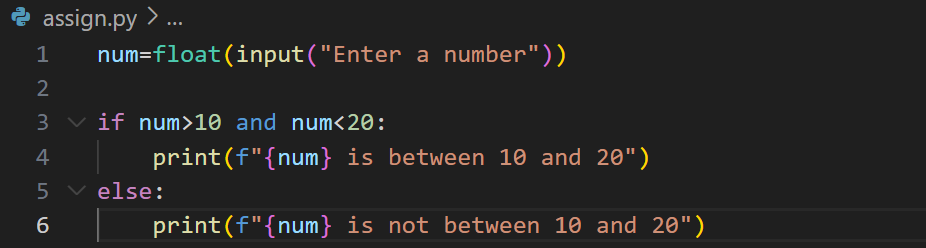 assign.py > ...
1 num=float(input("Enter a number"))
2
3 if num>10 and num<20:
4     print(f"{num} is between 10 and 20")
5 else:
6     print(f"{num} is not between 10 and 20")